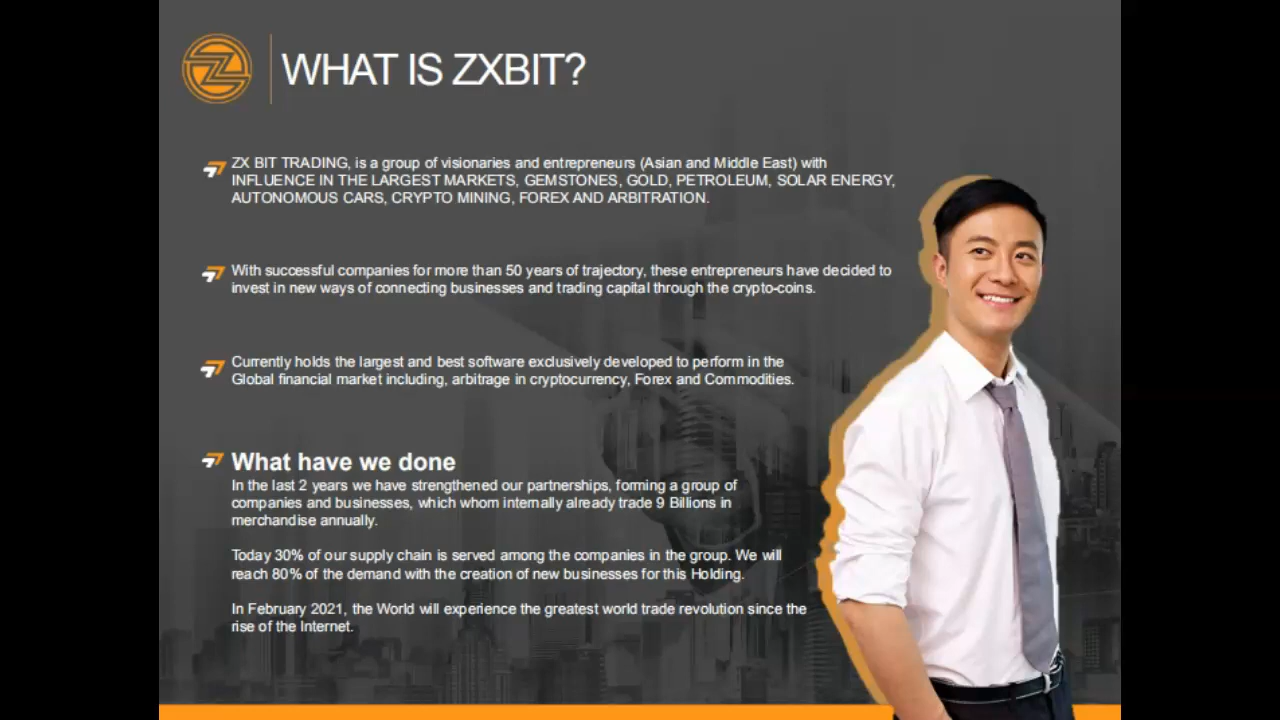 WHAT IS ZXBIT?
ZX BIT TRADING, is a group of visionaries and entrepreneurs (Asian and Middle East) with
INFLUENCE IN THE LARGEST MARKETS, GEMSTONES, GOLD, PETROLEUM, SOLAR ENERGY,
AUTONOMOUS CARS, CRYPTO MINING, FOREX AND ARBITRATION.
With successful companies for more than 50 years of trajectory, these entrepreneurs have decided to
invest in new ways of connecting businesses and trading capital through the crypto-coins.
Currently holds the largest and best software exclusively developed to perform in the
Global financial market including, arbitrage in cryptocurrency, Forex and Commodities.
What have we done
In the last 2 years we have strengthened our partnerships, forming a group of
companies and businesses, which whom internally already trade 9 Billions in
merchandise annually.
Today 30% of our supply chain is served among the companies in the group. We will
reach 80% of the demand with the creation of new businesses for this Holding.
In February 2021, the World will experience the greatest world trade revolution since the
rise of the Internet.